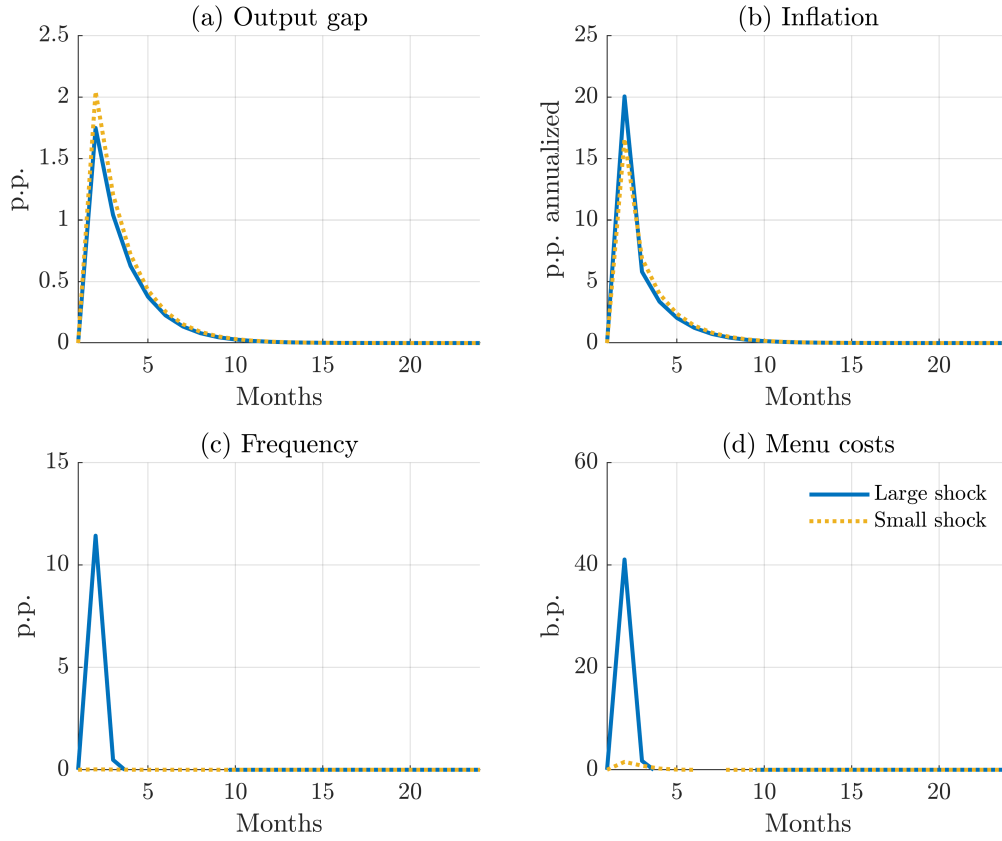 (a) Output gap
2.5
2
1.5
1
0.5
0
p.p.
5 10 15 20
Months
(b) Inflation
25
20
15
10
5
0
p.p. annualized
5 10 15 20
Months
(c) Frequency
15
10
5
0
p.p.
5 10 15 20
Months
(d) Menu costs
60
40
20
0
b.p.
Large shock
Small shock
5 10 15 20
Months